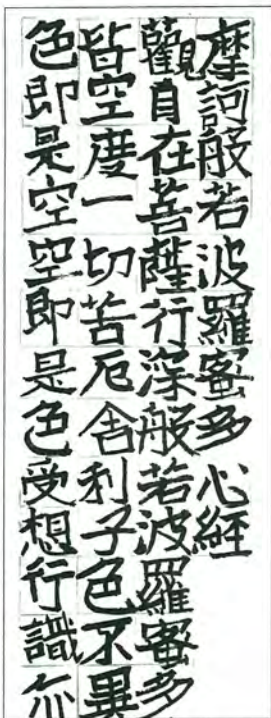 摩訶般若波羅蜜多心経
觀自在菩薩行深般若波羅蜜多
皆空度一切苦厄舎利子色不異
色即是空空即是色受想行識亦